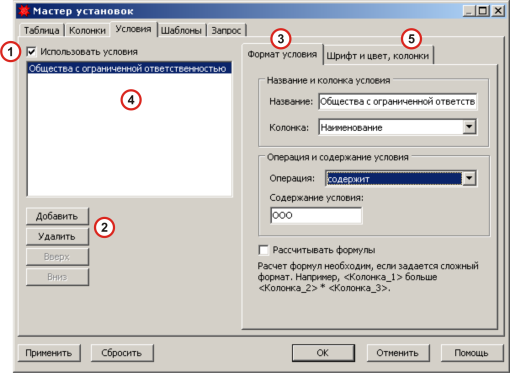 Мастер установок
Таблица Колонки Условия Шаблоны Запрос
1
Использовать условия
Общества с ограниченной ответственностью
4
Добавить
Удалить
2
Вверх
Вниз
3
5
Формат условия Шрифт и цвет, колонки
Название и колонка условия
Название: Общества с ограниченной ответств
Колонка: Наименование
Операция и содержание условия
Операция: содержит
Содержание условия:
ООО
Рассчитывать формулы
Расчет формул необходим, если задается сложный
формат. Например, <Колонка_1> больше
<Колонка_2> * <Колонка_3>.
Применить Сбросить OK Отменить Помощь